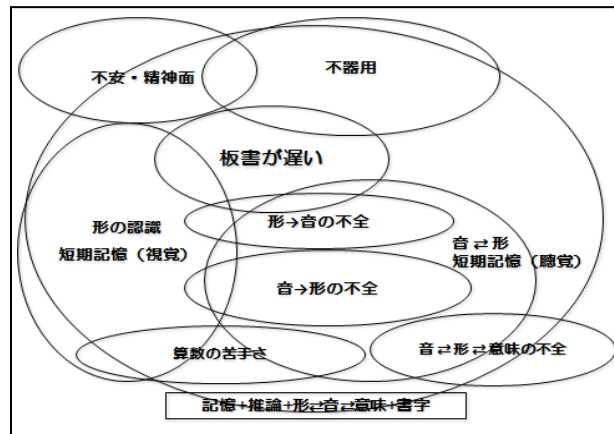 不安・精神面
不器用
板書が遅い
形→音の不全
形の認識
短期記憶（視覚）
音⇄形
短期記憶（聴覚）
音→形の不全
算数の苦手さ
音⇄形⇄意味の不全
記憶+推論+形⇄音⇄意味+書字